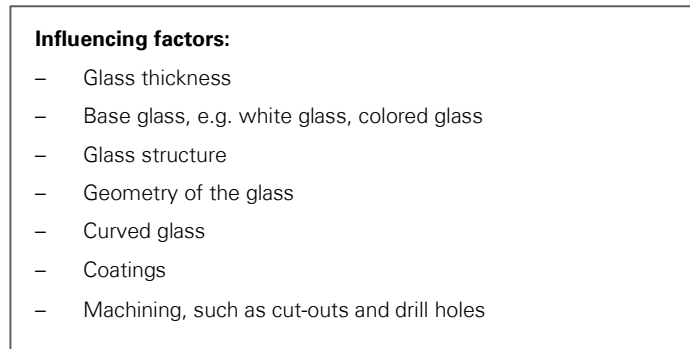 Influencing factors:
– Glass thickness
– Base glass, e.g. white glass, colored glass
– Glass structure
– Geometry of the glass
– Curved glass
– Coatings
– Machining, such as cut-outs and drill holes